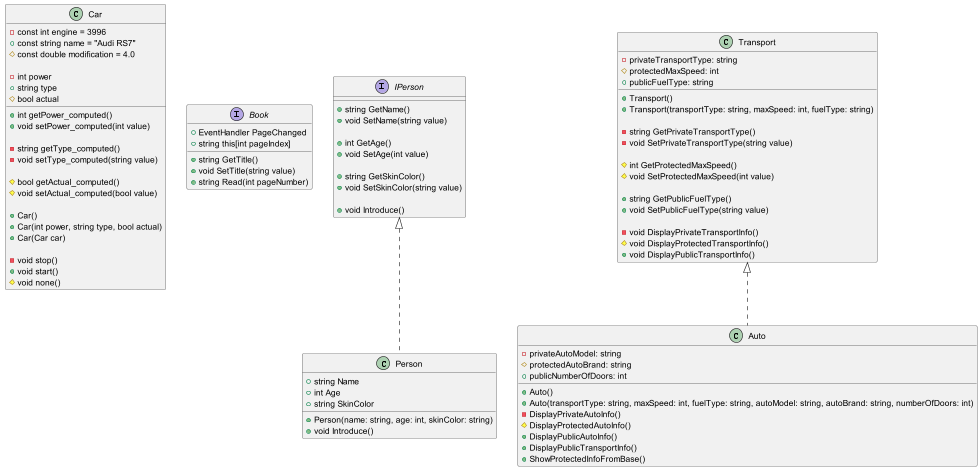 C Car
const int engine = 3996
const string name = "Audi RS7"
const double modification = 4.0
int power
string type
bool actual
int getPower_computed()
void setPower_computed(int value)
string getType_computed()
void setType_computed(string value)
bool getActual_computed()
void setActual_computed(bool value)
Car()
Car(int power, string type, bool actual)
Car(Car car)
void stop()
void start()
void none()
I Book
EventHandler PageChanged
string this[int pageIndex]
string GetTitle()
void SetTitle(string value)
string Read(int pageNumber)
I IPerson
string GetName()
void SetName(string value)
int GetAge()
void SetAge(int value)
string GetSkinColor()
void SetSkinColor(string value)
void Introduce()
C Transport
privateTransportType: string
protectedMaxSpeed: int
publicFuelType: string
Transport()
Transport(transportType: string, maxSpeed: int, fuelType: string)
string GetPrivateTransportType()
void SetPrivateTransportType(string value)
int GetProtectedMaxSpeed()
void SetProtectedMaxSpeed(int value)
string GetPublicFuelType()
void SetPublicFuelType(string value)
void DisplayPrivateTransportInfo()
void DisplayProtectedTransportInfo()
void DisplayPublicTransportInfo()
C Person
string Name
int Age
string SkinColor
Person(name: string, age: int, skinColor: string)
void Introduce()
C Auto
privateAutoModel: string
protectedAutoBrand: string
publicNumberOfDoors: int
Auto()
Auto(transportType: string, maxSpeed: int, fuelType: string, autoModel: string, autoBrand: string, numberOfDoors: int)
DisplayPrivateAutoInfo()
DisplayProtectedAutoInfo()
DisplayPublicAutoInfo()
DisplayPublicTransportInfo()
ShowProtectedInfoFromBase()